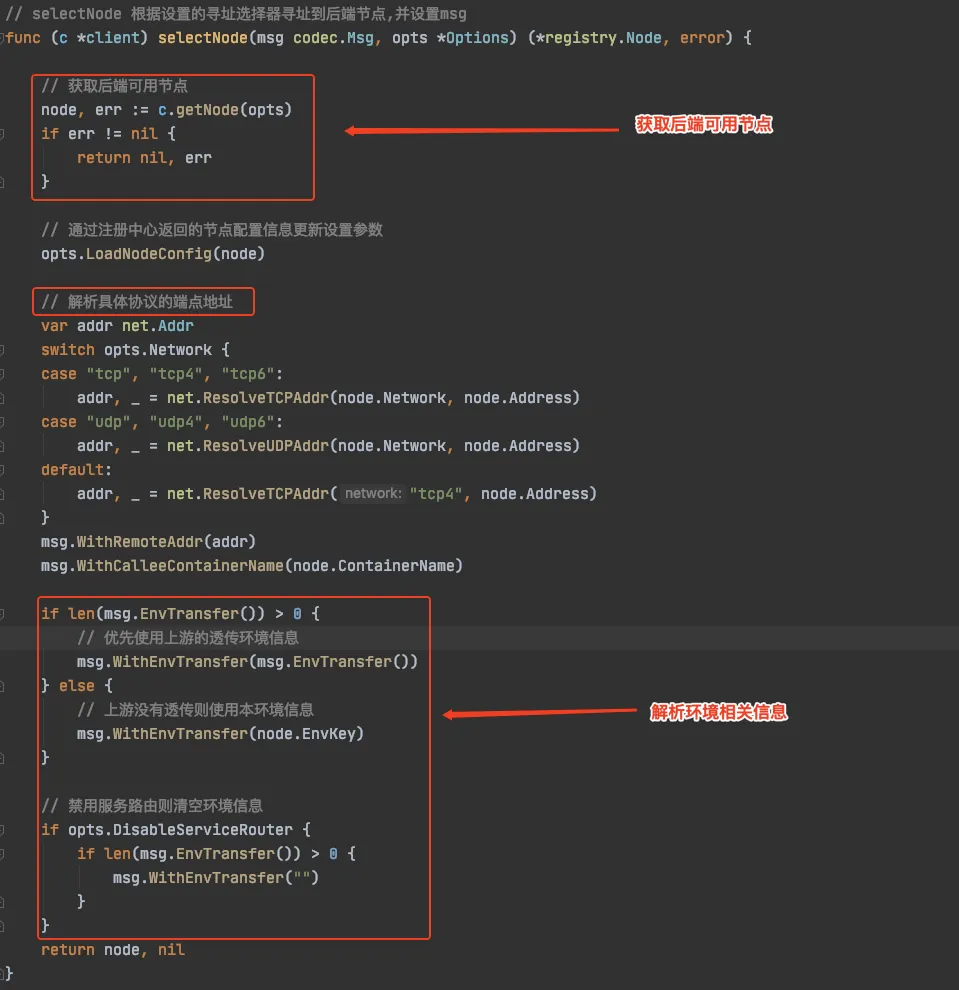 // selectNode 根据设置的寻址选择器寻址到后端节点,并设置msg
func (c *client) selectNode(msg codec.Msg, opts *Options) (*registry.Node, error) {
// 获取后端可用节点
node, err := c.getNode(opts)
获取后端可用节点
if err != nil {
return nil, err
}
// 通过注册中心返回的节点配置信息更新设置参数
opts.LoadNodeConfig(node)
// 解析具体协议的端点地址
var addr net.Addr
switch opts.Network {
case "tcp", "tcp4", "tcp6":
addr, _ = net.ResolveTCPAddr(node.Network, node.Address)
case "udp", "udp4", "udp6":
addr, _ = net.ResolveUDPAddr(node.Network, node.Address)
default:
addr, _ = net.ResolveTCPAddr( network: "tcp4", node.Address)
}
msg.WithRemoteAddr(addr)
msg.WithCalleeContainerName(node.ContainerName)
if len(msg.EnvTransfer()) > 0 {
// 优先使用上游的透传环境信息
msg.WithEnvTransfer(msg.EnvTransfer())
} else {
// 上游没有透传则使用本环境信息
解析环境相关信息
msg.WithEnvTransfer(node.EnvKey)
}
// 禁用服务路由则清空环境信息
if opts.DisableServiceRouter {
if len(msg.EnvTransfer()) > 0 {
msg.WithEnvTransfer("")
}
}
return node, nil
}